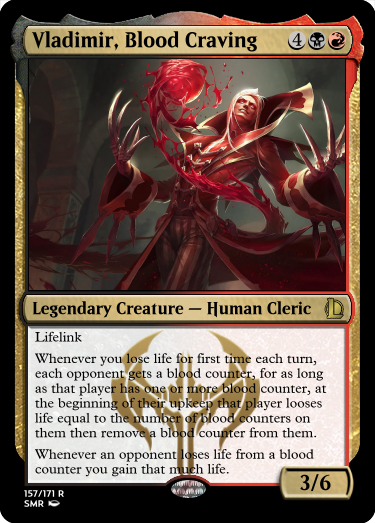 Vladimir, Blood Craving 4
Legendary Creature — Human Cleric
Lifelink
Whenever you lose life for first time each turn,
each opponent gets a blood counter, for as long
as that player has one or more blood counter, at
the beginning of their upkeep that player looses
life equal to the number of blood counters on
them then remove a blood counter from them.
Whenever an opponent loses life from a blood
counter you gain that much life.
3/6
157/171 R
SMR